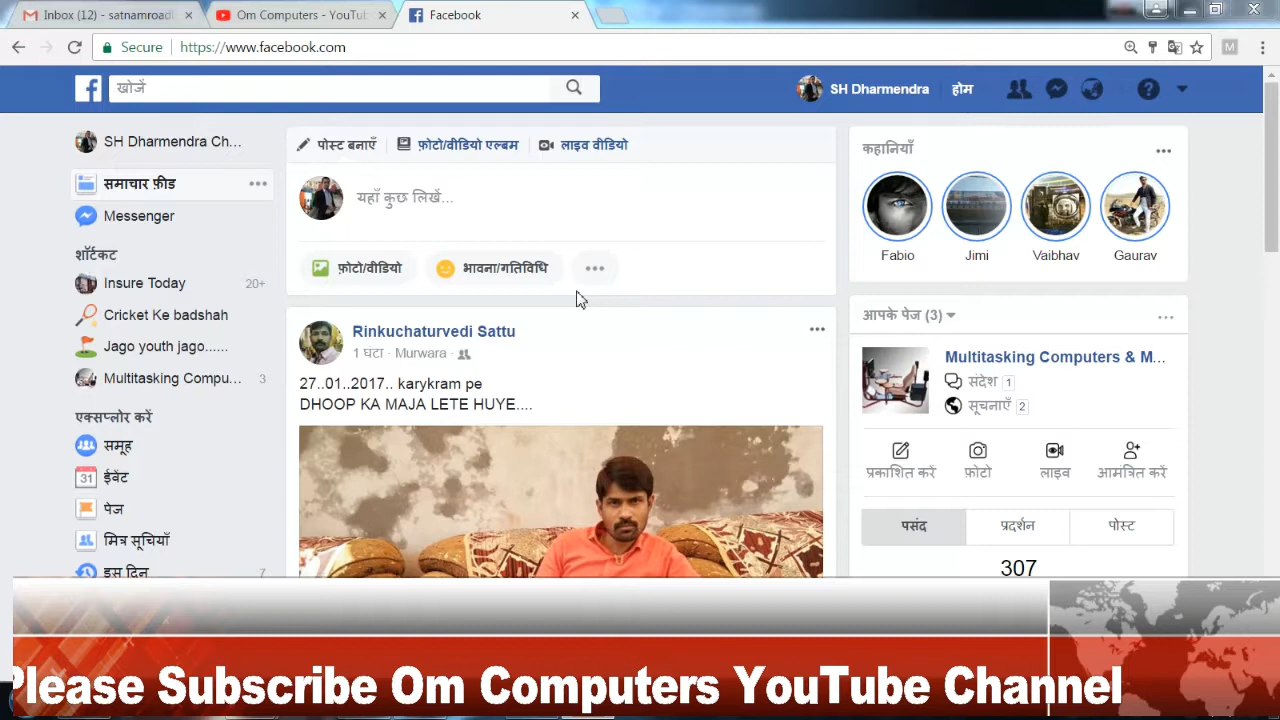 Inbox (12) - satnamroadl
Om Computers - YouTub
Facebook
Secure
https://www.facebook.com
M
खोजें
SH Dharmendra
होम
SH Dharmendra Ch...
समाचार फ़ीड
Messenger
शॉर्टकट
Insure Today 20+
Cricket Ke badshah
Jago youth jago......
Multitasking Compu... 3
एक्सप्लोर करें
समूह
31 ईवेंट
पेज
मित्र सूचियाँ
इस दिन 7
पोस्ट बनाएँ
फ़ोटो/वीडियो एल्बम
लाइव वीडियो
यहाँ कुछ लिखें...
फ़ोटो/वीडियो
भावना/गतिविधि
Rinkuchaturvedi Sattu
1 घंटा · Murwara ·
27..01..2017.. karykram pe
DHOOP KA MAJA LETE HUYE....
कहानियाँ
Fabio
Jimi
Vaibhav
Gaurav
आपके पेज (3)
Multitasking Computers & M...
संदेश 1
सूचनाएँ 2
प्रकाशित करें
फ़ोटो
लाइव
आमंत्रित करें
पसंद
प्रदर्शन
पोस्ट
307
Please Subscribe Om Computers YouTube Channel